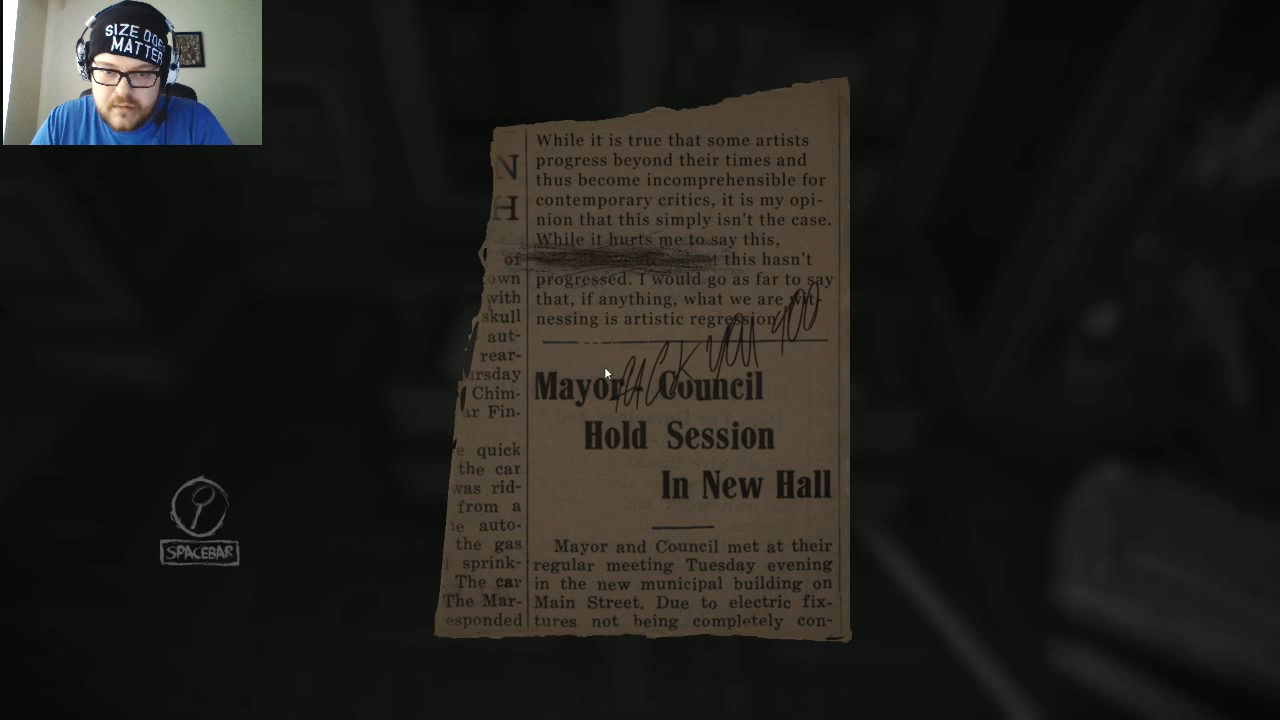 SIZE DOES
MATTER
N
H
of
own
with
skull
aut-
rear-
ursday
Chim-
ar Fin-
e quick
the car
was rid-
from a
e auto-
the gas
sprink-
The car
The Mar-
esponded
While it is true that some artists
progress beyond their times and
thus become incomprehensible for
contemporary critics, it is my opi-
nion that this simply isn't the case.
While it hurts me to say this,
t this hasn't
progressed. I would go as far to say
that, if anything, what we are wit-
nessing is artistic regression
FUCK YOU TOO
Mayor - Council
Hold Session
In New Hall
Mayor and Council met at their
regular meeting Tuesday evening
in the new municipal building on
Main Street. Due to electric fix-
tures not being completely con-
SPACEBAR